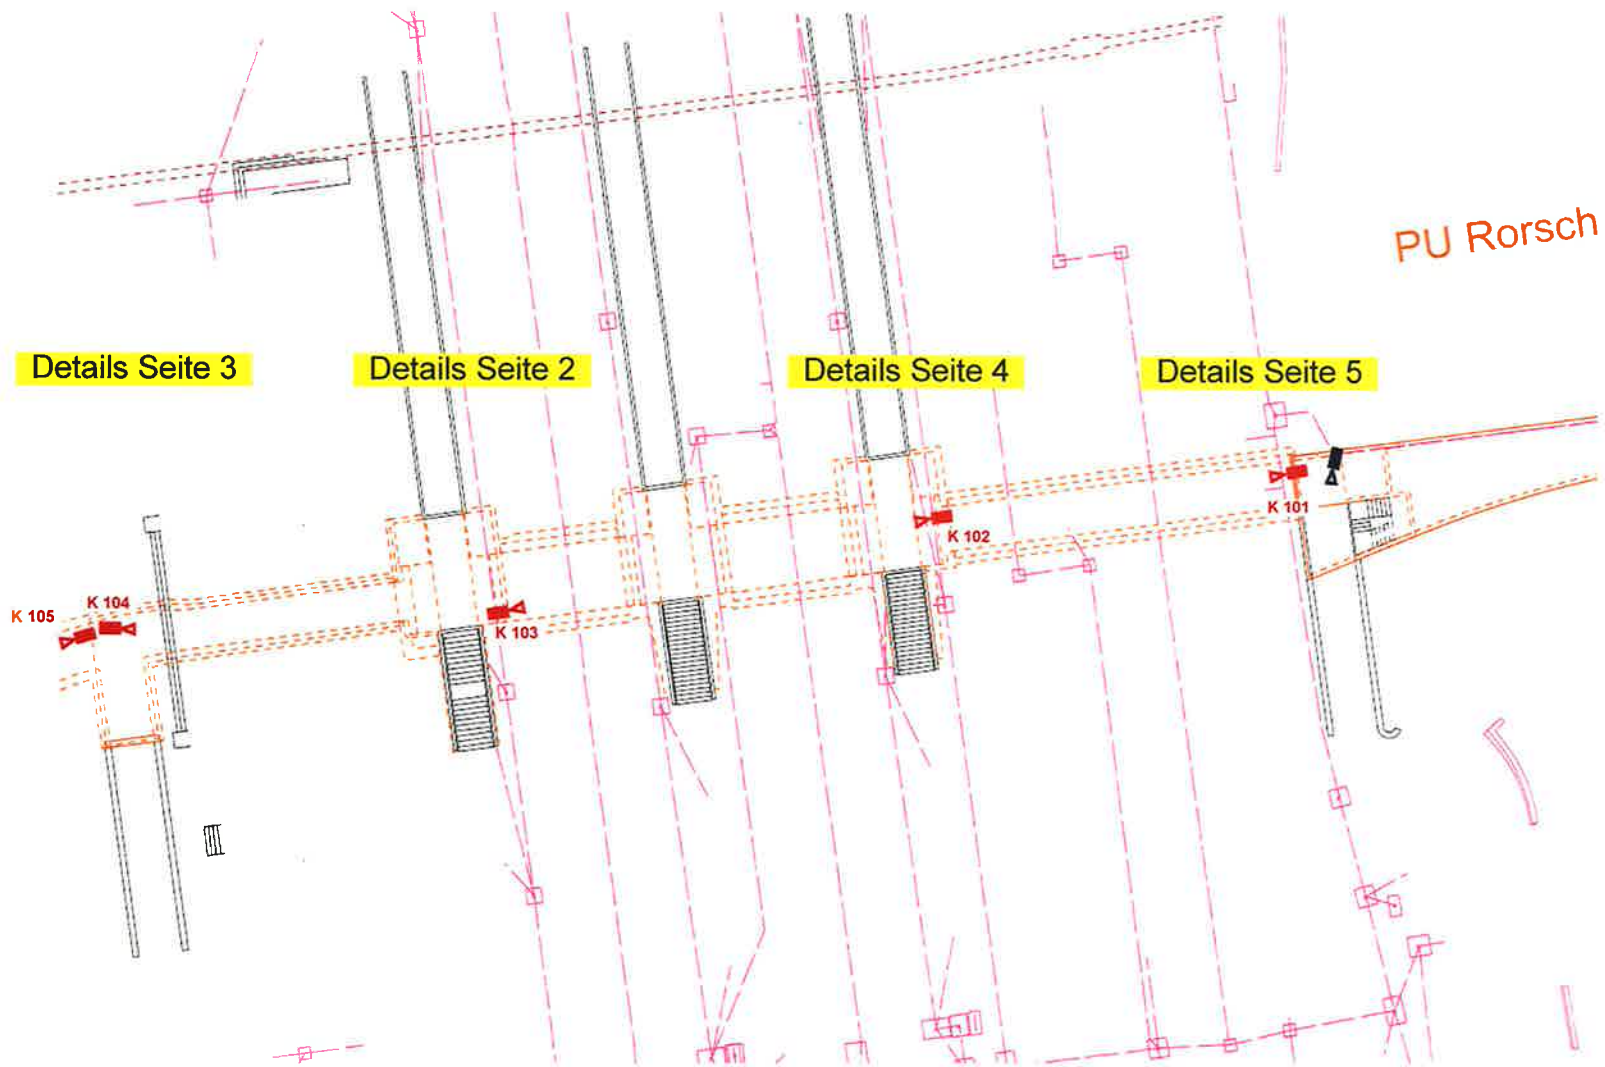 PU Rorsch
Details Seite 3
Details Seite 2
Details Seite 4
Details Seite 5
K 101
K 102
K 104
K 105
K 103